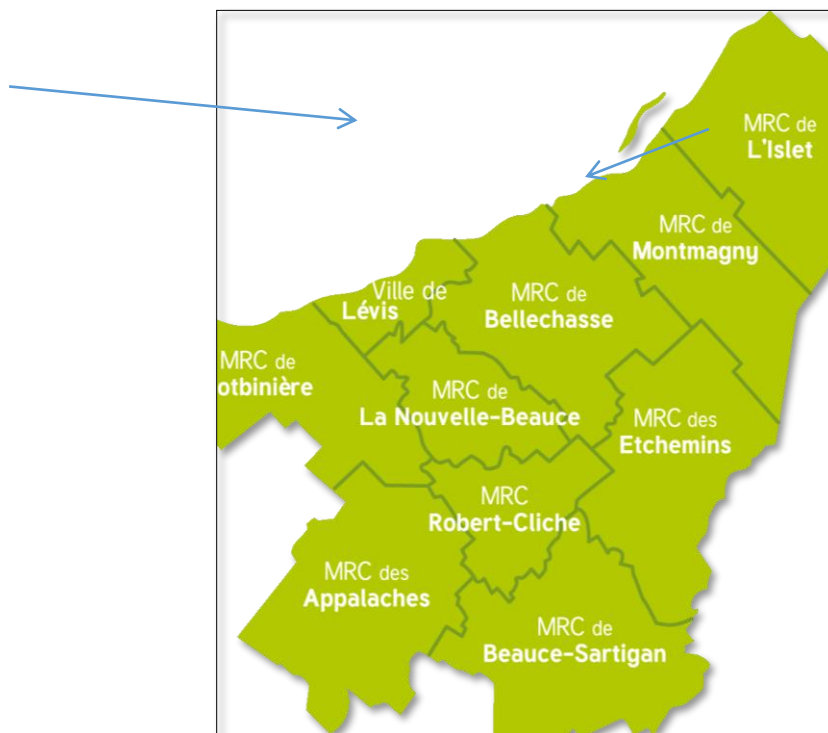 MRC de
L'Islet
MRC de
Montmagny
Ville de
Lévis
MRC de
Bellechasse
MRC de
otbinière
MRC de
La Nouvelle-Beauce
MRC des
Etchemins
MRC
Robert-Cliche
MRC des
Appalaches
MRC de
Beauce-Sartigan